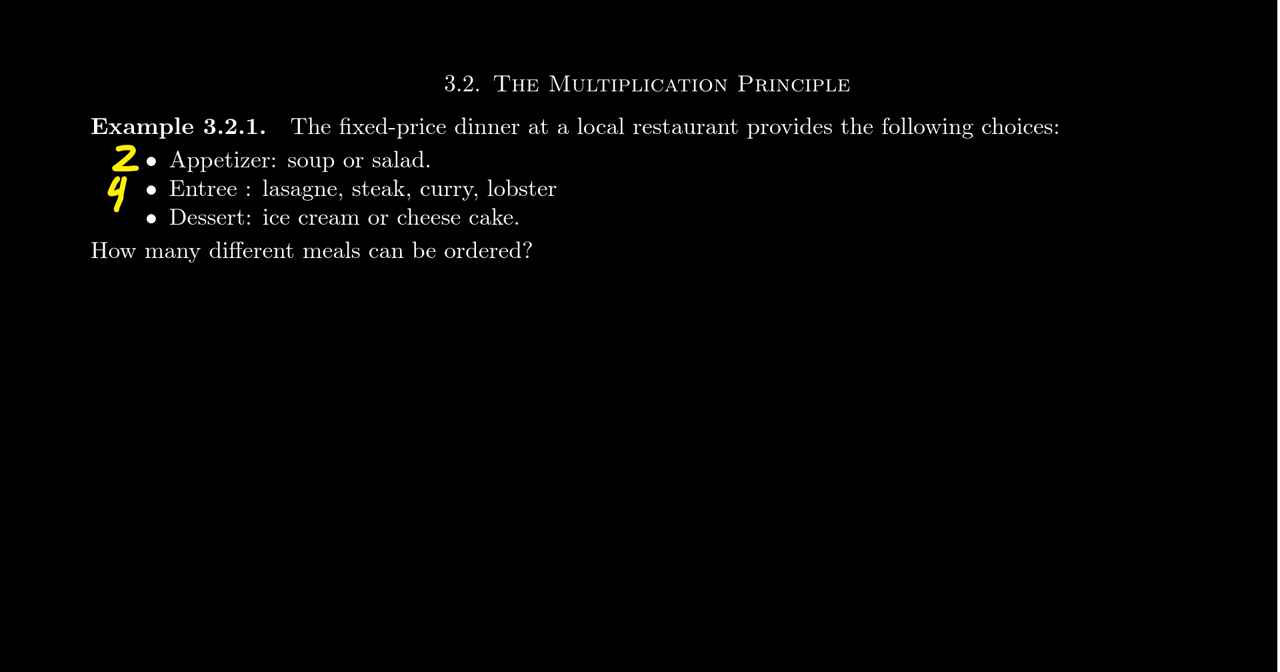 3.2. THE MULTIPLICATION PRINCIPLE
Example 3.2.1. The fixed-price dinner at a local restaurant provides the following choices:
2 • Appetizer: soup or salad.
4 • Entree : lasagne, steak, curry, lobster
• Dessert: ice cream or cheese cake.
How many different meals can be ordered?